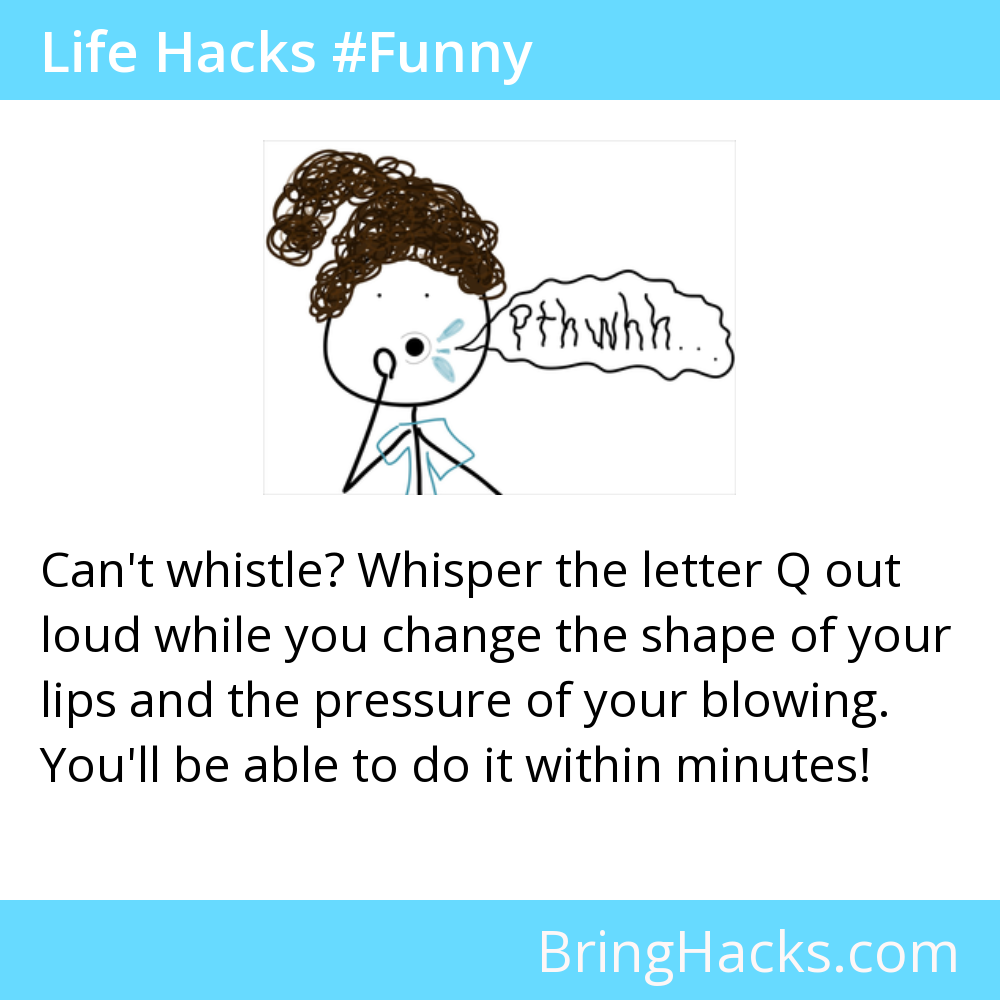 Life Hacks #Funny
pthwhh...
Can't whistle? Whisper the letter Q out
loud while you change the shape of your
lips and the pressure of your blowing.
You'll be able to do it within minutes!
BringHacks.com